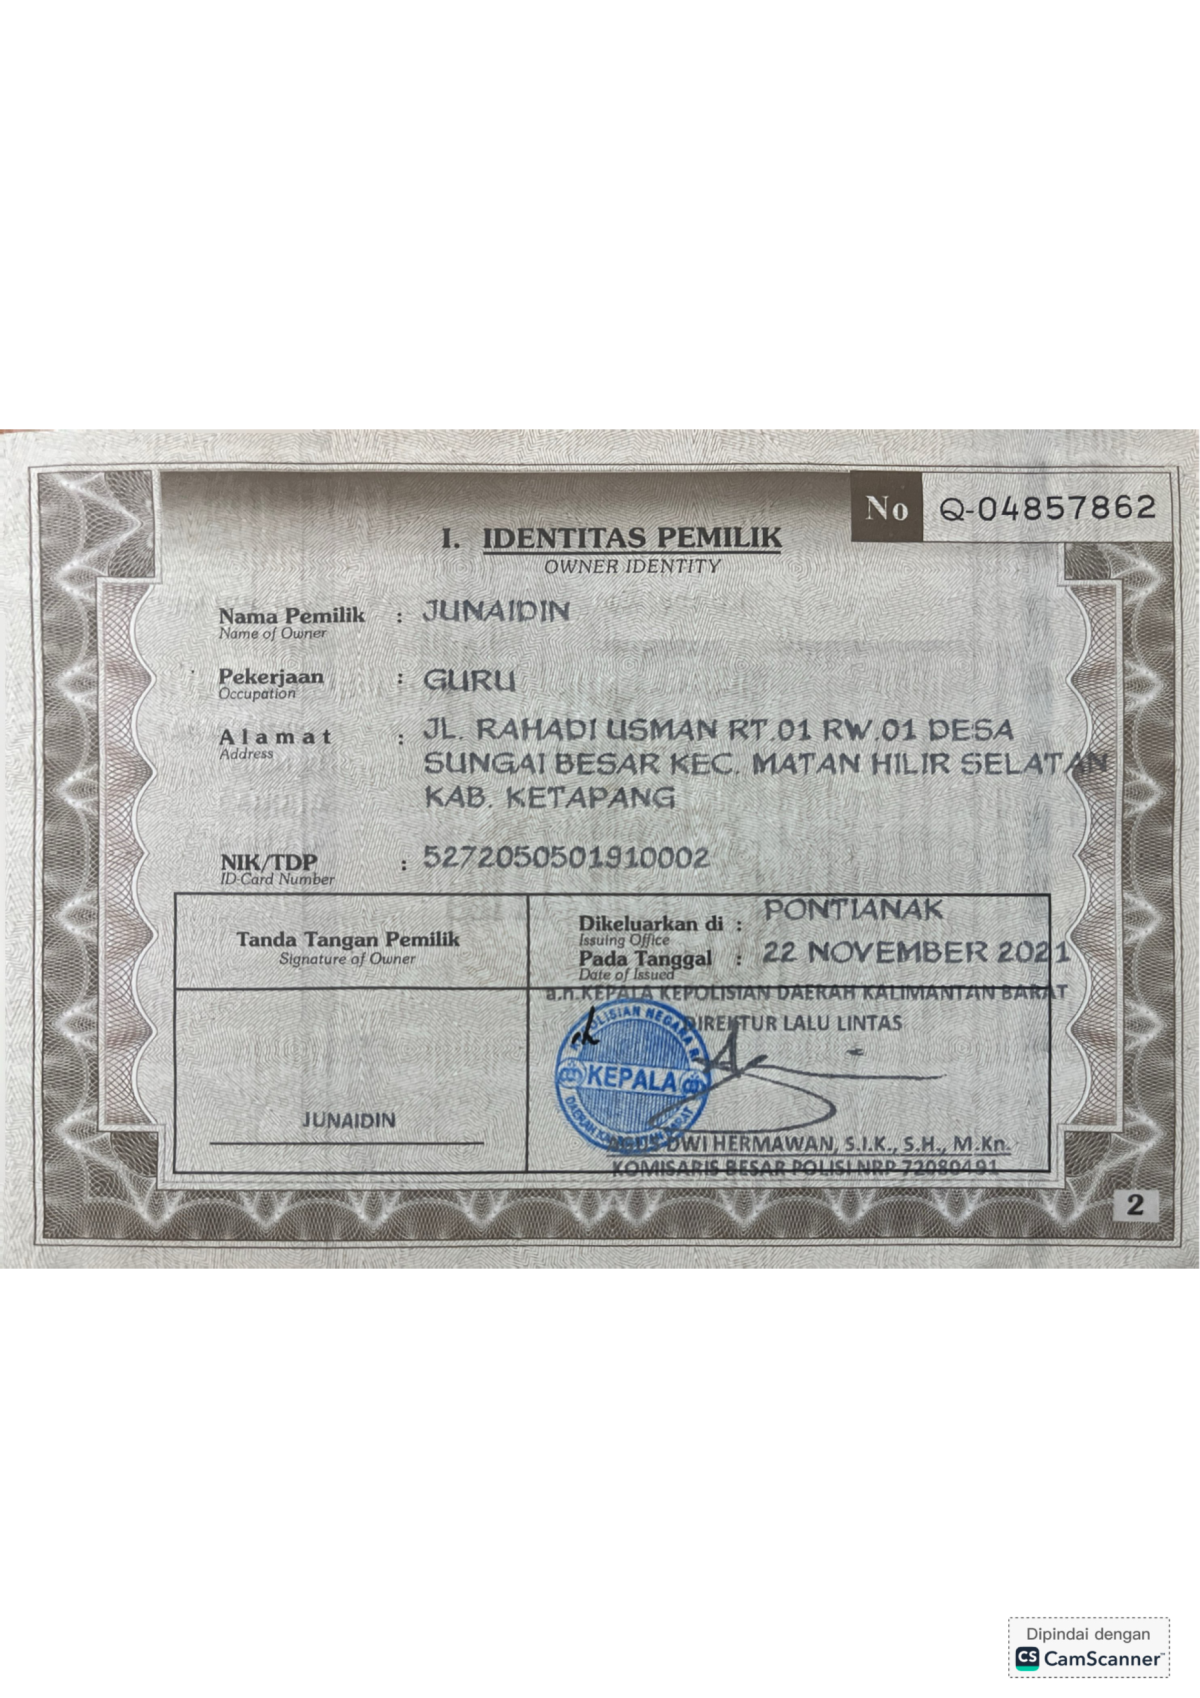 No Q-04857862
I. IDENTITAS PEMILIK
OWNER IDENTITY
Nama Pemilik : JUNAIDIN
Name of Owner
Pekerjaan : GURU
Occupation
Alamat : JL. RAHADI USMAN RT.01 RW.01 DESA
Address
SUNGAI BESAR KEC. MATAN HILIR SELATAN
KAB. KETAPANG
NIK/TDP : 5272050501910002
ID-Card Number
Tanda Tangan Pemilik
Signature of Owner
JUNAIDIN
Dikeluarkan di : PONTIANAK
Issuing Office
Pada Tanggal : 22 NOVEMBER 2021
Date of Issued
a.n.KEPALA KEPOLISIAN DAERAH KALIMANTAN BARAT
DIREKTUR LALU LINTAS
KEPALA
DWI HERMAWAN, S.I.K., S.H., M.Kn.
KOMISARIS BESAR POLISI NRP 72080491
2
Dipindai dengan
CS CamScanner